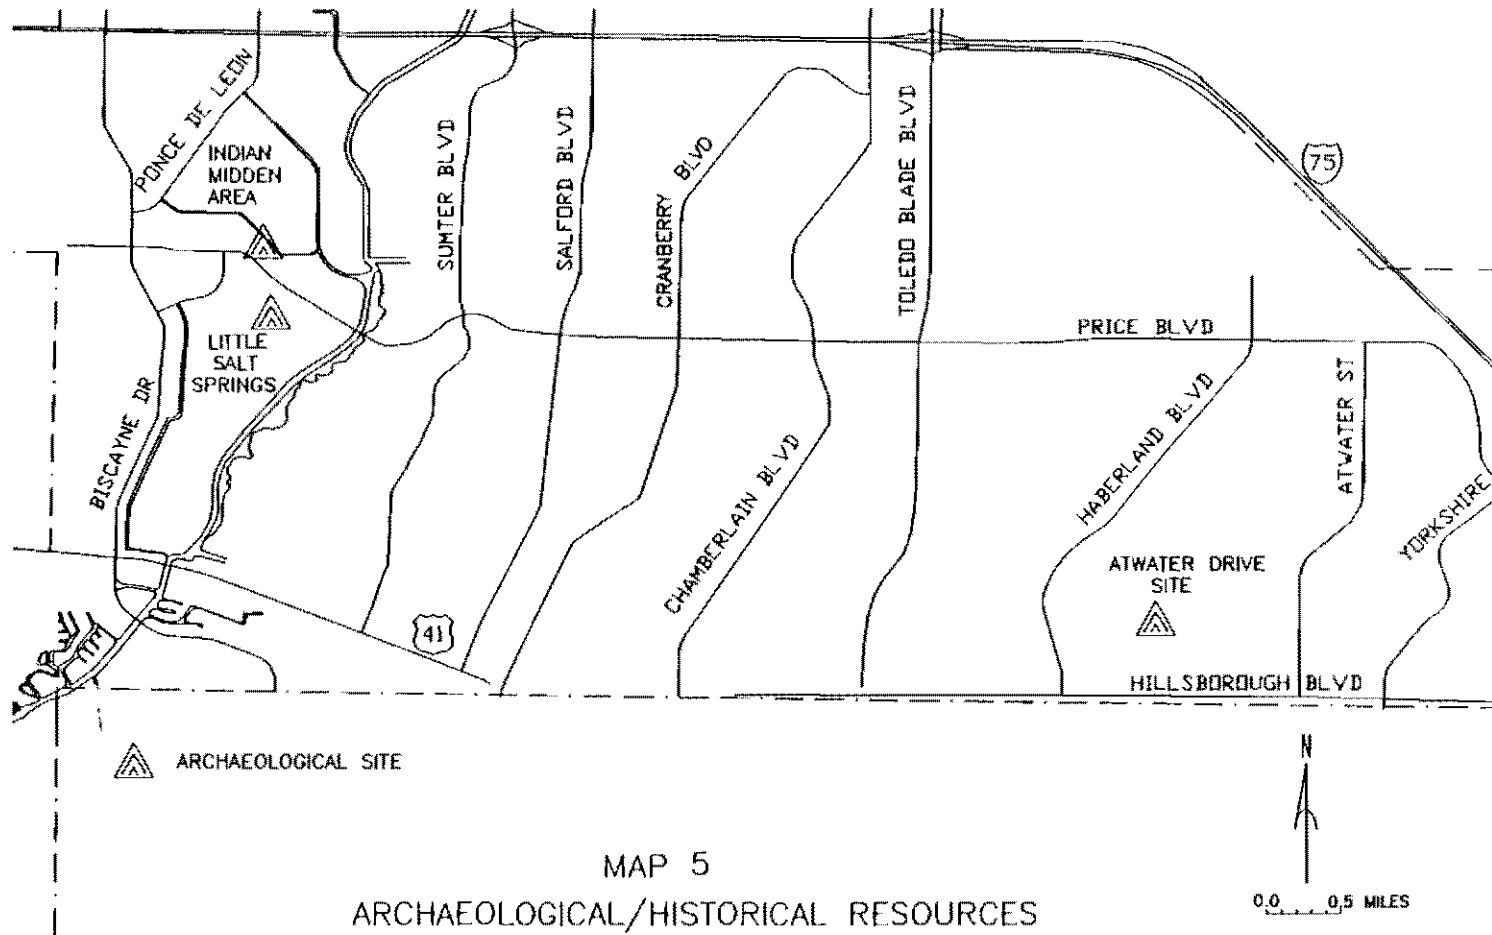 PONCE DE LEON
INDIAN
MIDDEN
AREA
SUMTER BLVD
SALFORD BLVD
CRANBERRY BLVD
TOLEDO BLADE BLVD
75
PRICE BLVD
LITTLE
SALT
SPRINGS
BISCAYNE DR
CHAMBERLAIN BLVD
HABERLAND BLVD
ATWATER ST
YORKSHIRE
ATWATER DRIVE
SITE
41
HILLSBOROUGH BLVD
ARCHAEOLOGICAL SITE
N
MAP 5
ARCHAEOLOGICAL/HISTORICAL RESOURCES
0.0 0.5 MILES